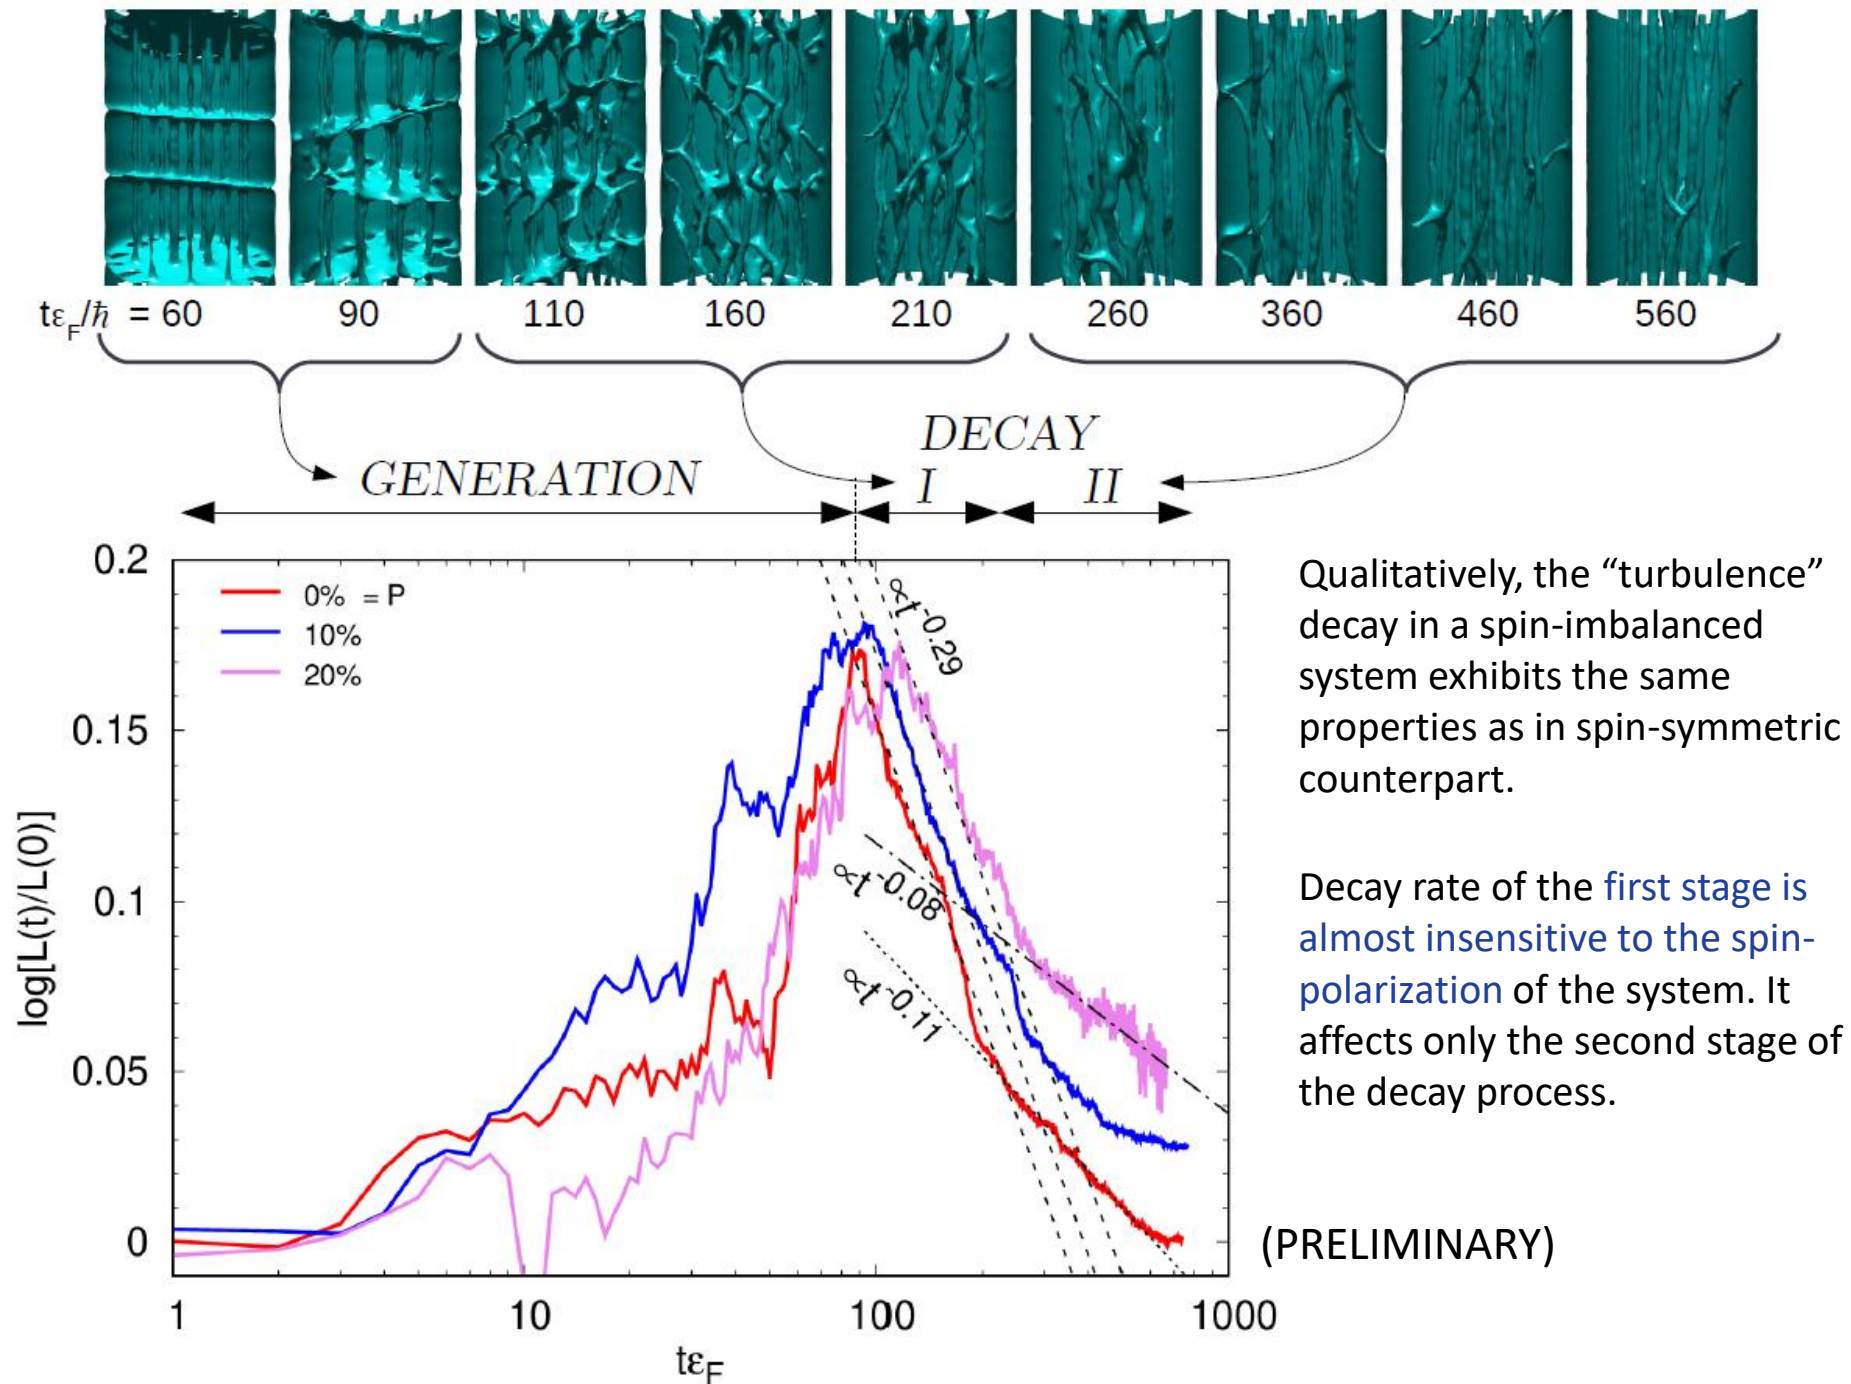 tε_F/ħ = 60 90 110 160 210 260 360 460 560
DECAY
GENERATION I II
0.2
0.15
0.1
0.05
0
log[L(t)/L(0)]
0% = P
10%
20%
∝t^-0.29
∝t^-0.08
∝t^-0.11
1 10 100 1000
tε_F
Qualitatively, the “turbulence”
decay in a spin-imbalanced
system exhibits the same
properties as in spin-symmetric
counterpart.
Decay rate of the first stage is
almost insensitive to the spin-
polarization of the system. It
affects only the second stage of
the decay process.
(PRELIMINARY)